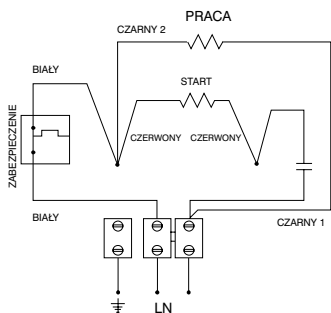 PRACA
CZARNY 2
BIAŁY
START
ZABEZPIECZENIE
CZERWONY
CZERWONY
BIAŁY
CZARNY 1
LN